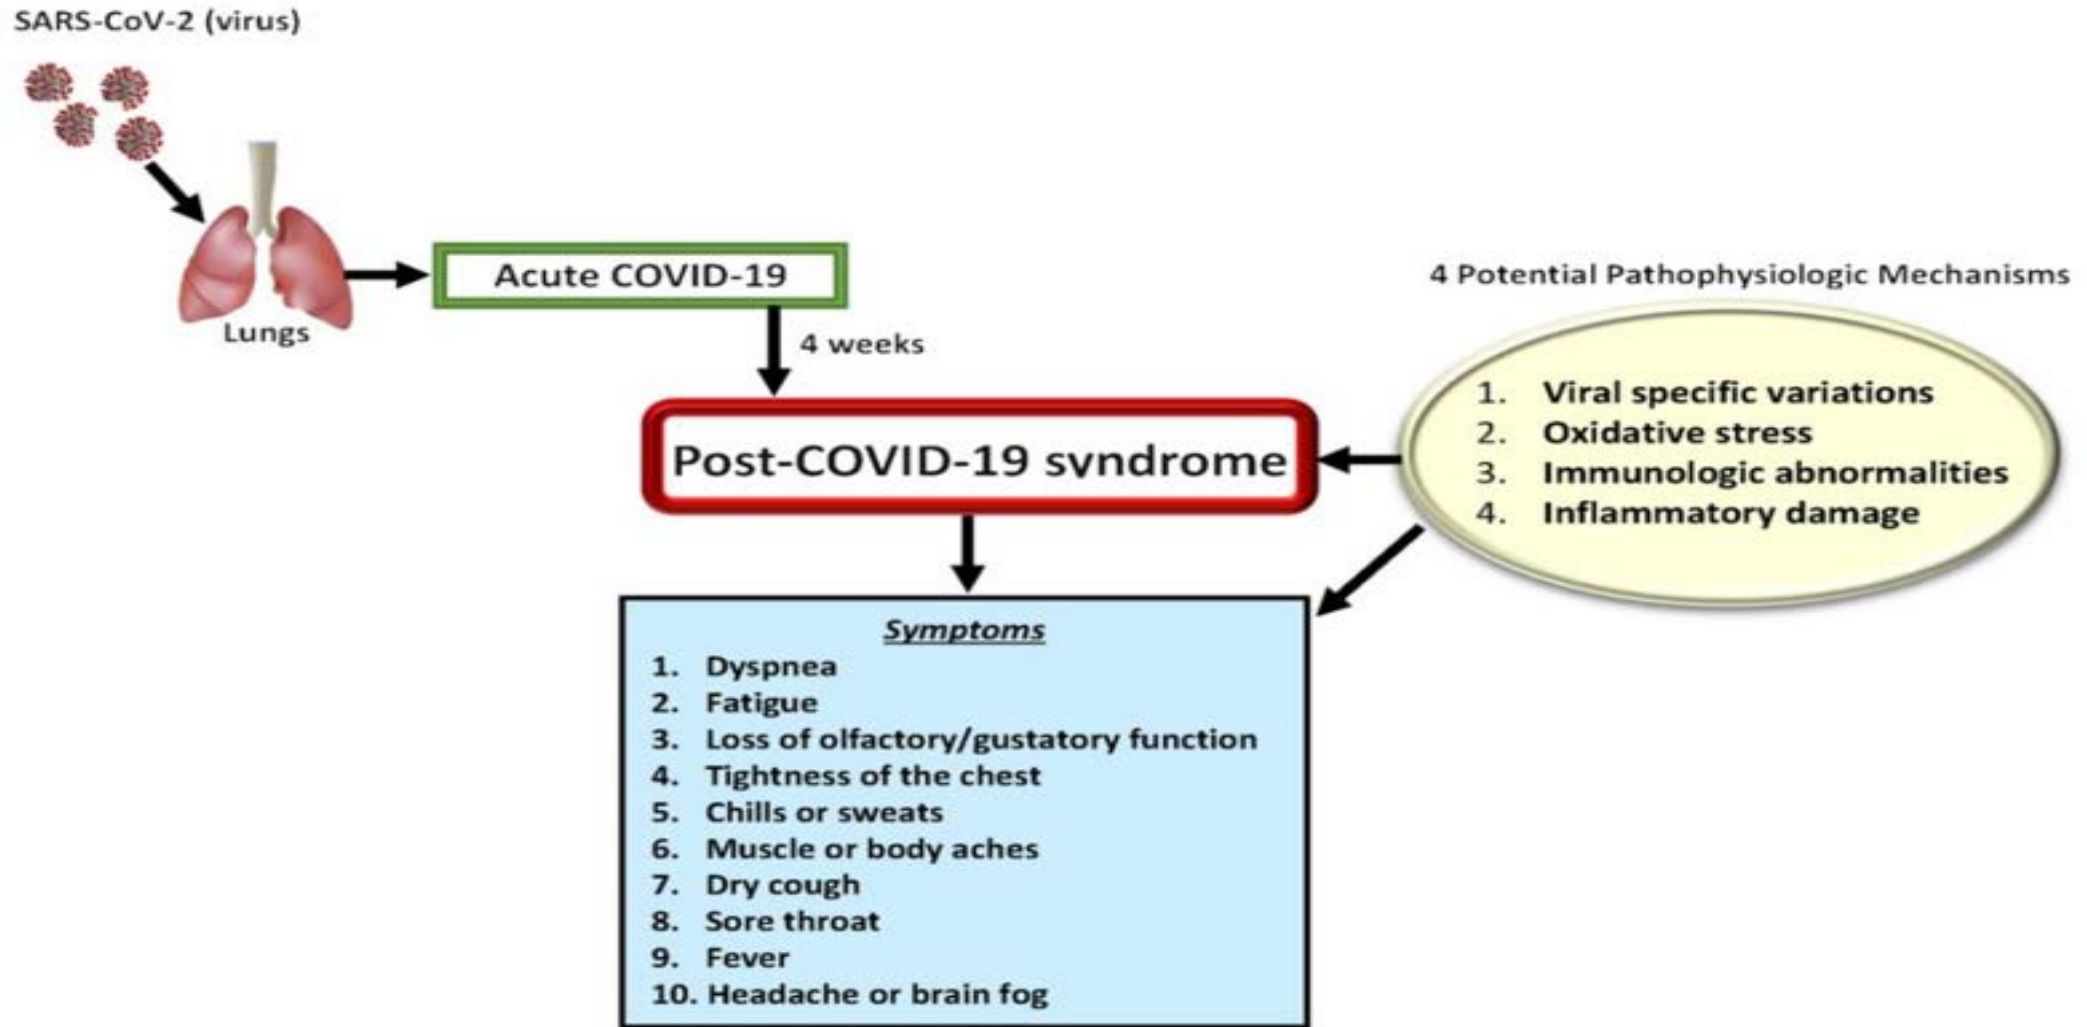 SARS-CoV-2 (virus)
Lungs
Acute COVID-19
4 weeks
4 Potential Pathophysiologic Mechanisms
1. Viral specific variations
2. Oxidative stress
3. Immunologic abnormalities
4. Inflammatory damage
Post-COVID-19 syndrome
Symptoms
1. Dyspnea
2. Fatigue
3. Loss of olfactory/gustatory function
4. Tightness of the chest
5. Chills or sweats
6. Muscle or body aches
7. Dry cough
8. Sore throat
9. Fever
10. Headache or brain fog